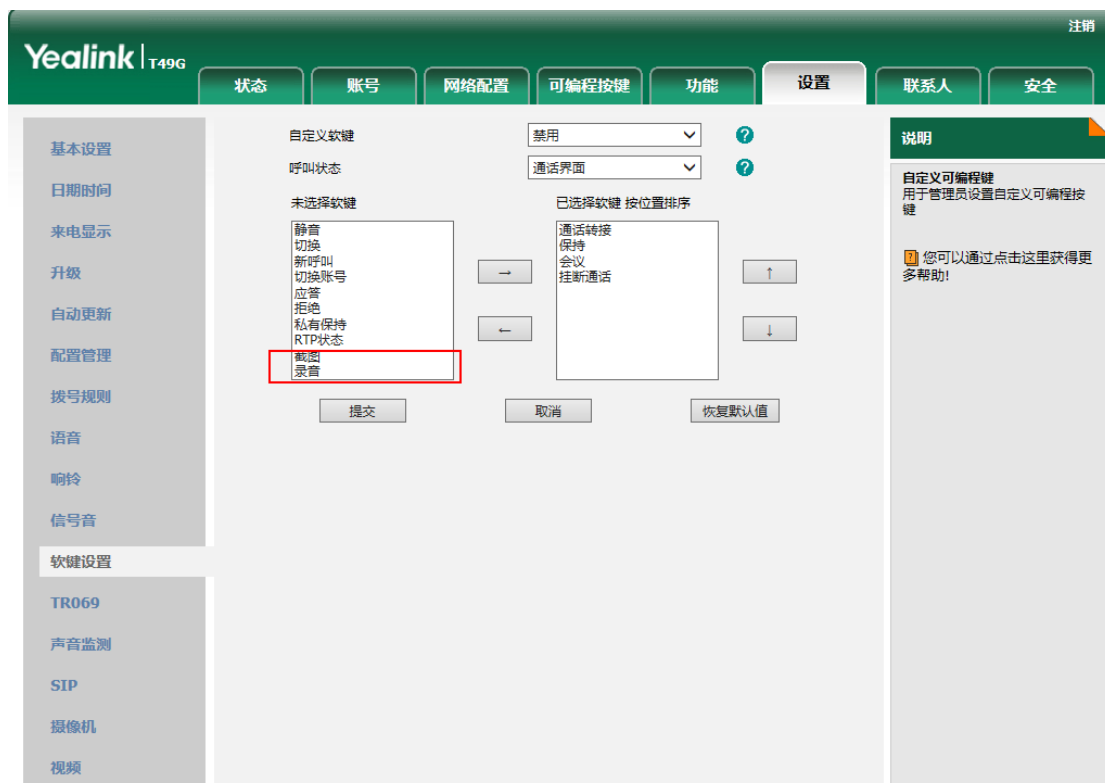 注销
Yealink | T49G
状态 账号 网络配置 可编程按键 功能 设置 联系人 安全
基本设置
日期时间
来电显示
升级
自动更新
配置管理
拨号规则
语音
响铃
信号音
软键设置
TR069
声音监测
SIP
摄像机
视频
自定义软键 禁用 ?
呼叫状态 通话界面 ?
未选择软键 已选择软键 按位置排序
静音
切换
新呼叫
切换账号
应答
拒绝
私有保持
RTP状态
截图
录音
→
←
通话转接
保持
会议
挂断通话
↑
↓
提交 取消 恢复默认值
说明
自定义可编程键
用于管理员设置自定义可编程按
键
? 您可以通过点击这里获得更
多帮助!